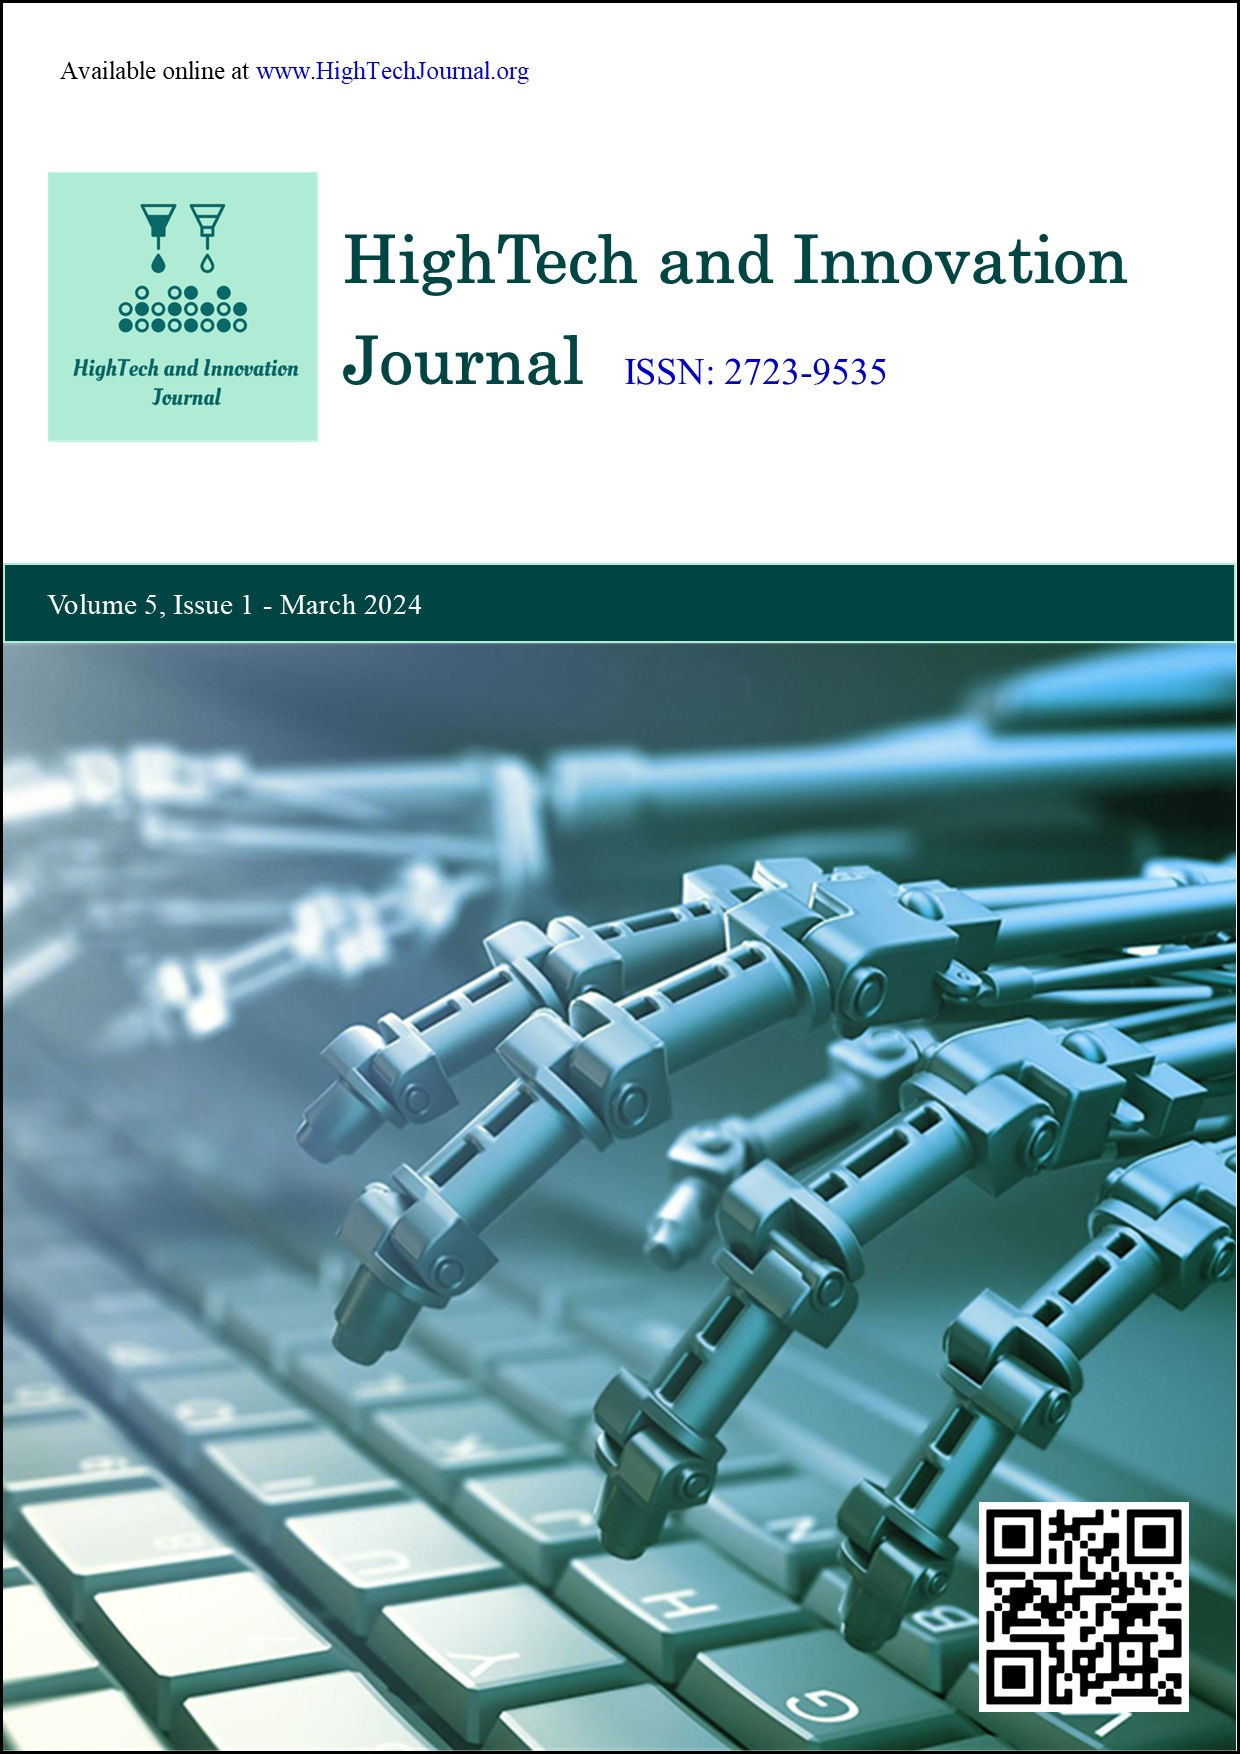 Available online at www.HighTechJournal.org
HighTech and Innovation
Journal
HighTech and Innovation
Journal ISSN: 2723-9535
Volume 5, Issue 1 - March 2024
K
U
J
N
H
B
Y
G
V